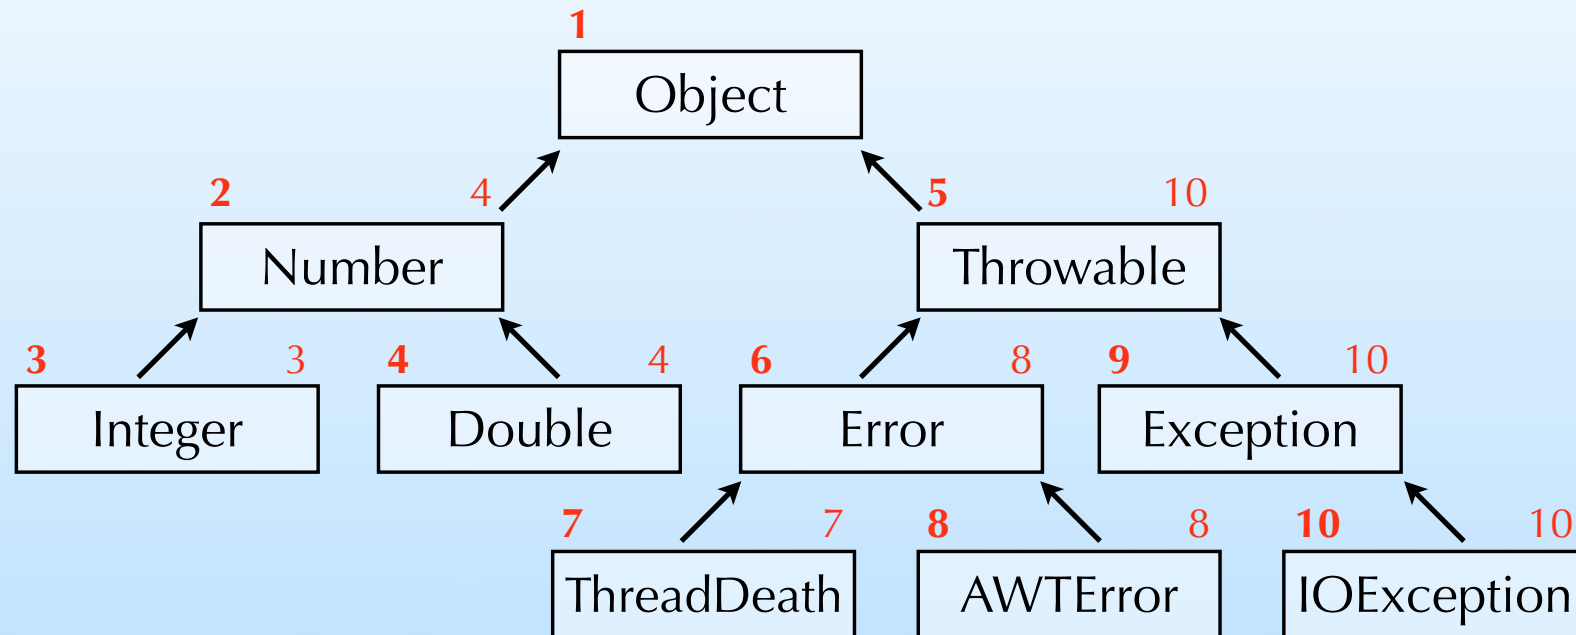 1
Object
2 4 5 10
Number Throwable
3 3 4 4 6 8 9 10
Integer Double Error Exception
7 7 8 8 10 10
ThreadDeath AWTError IOException